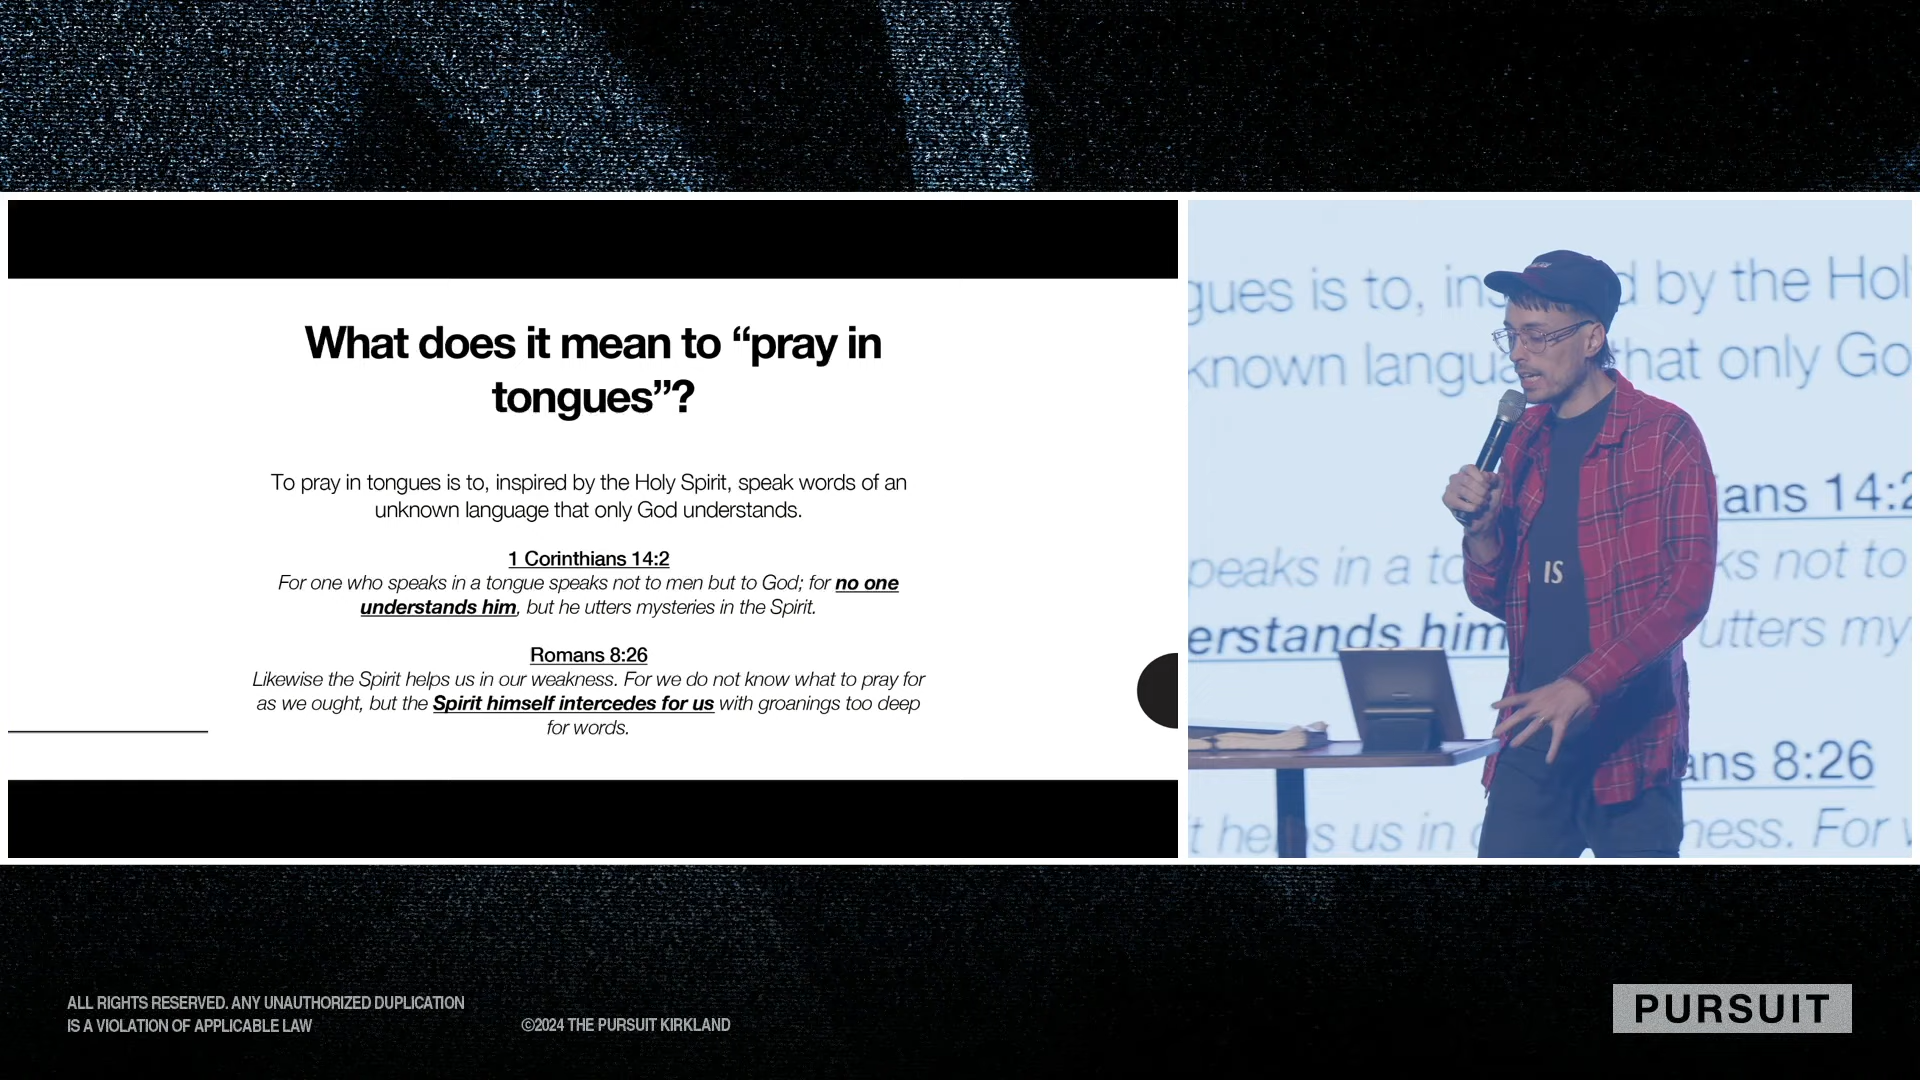 What does it mean to “pray in
tongues”?
To pray in tongues is to, inspired by the Holy Spirit, speak words of an
unknown language that only God understands.
1 Corinthians 14:2
For one who speaks in a tongue speaks not to men but to God; for no one
understands him, but he utters mysteries in the Spirit.
Romans 8:26
Likewise the Spirit helps us in our weakness. For we do not know what to pray for
as we ought, but the Spirit himself intercedes for us with groanings too deep
for words.
gues is to, ins d by the Hol
known langua that only Go
ians 14:2
peaks in a to ks not to
erstands him utters my
ans 8:26
t helps us in ness. For
IS
ALL RIGHTS RESERVED. ANY UNAUTHORIZED DUPLICATION
IS A VIOLATION OF APPLICABLE LAW
©2024 THE PURSUIT KIRKLAND
PURSUIT